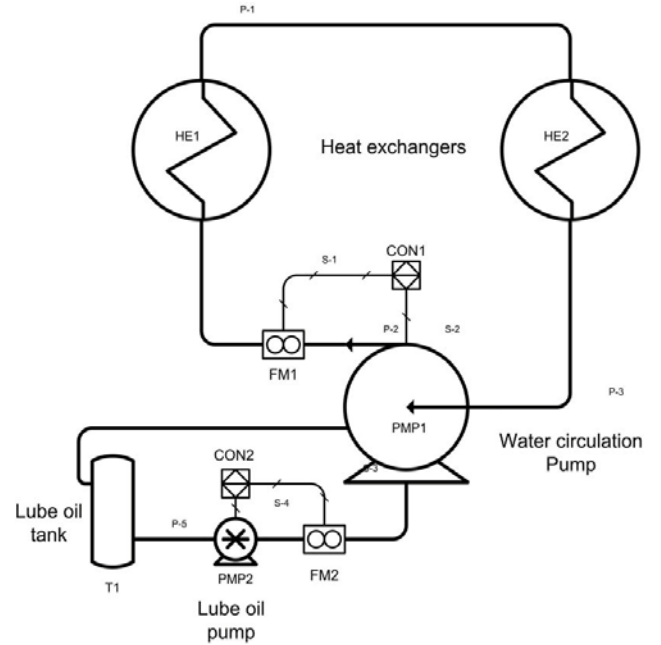 P-1
HE1
HE2
Heat exchangers
CON1
S-1
P-2
S-2
FM1
P-3
PMP1
Water circulation
Pump
CON2
S-3
S-4
Lube oil
tank
P-5
T1
PMP2
FM2
Lube oil
pump